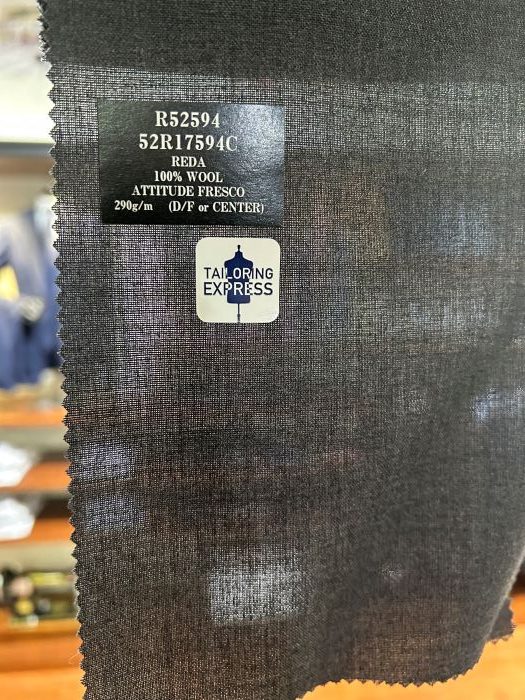 R52594
52R17594C
REDA
100% WOOL
ATTITUDE FRESCO
290g/m (D/F or CENTER)
TAILORING
EXPRESS